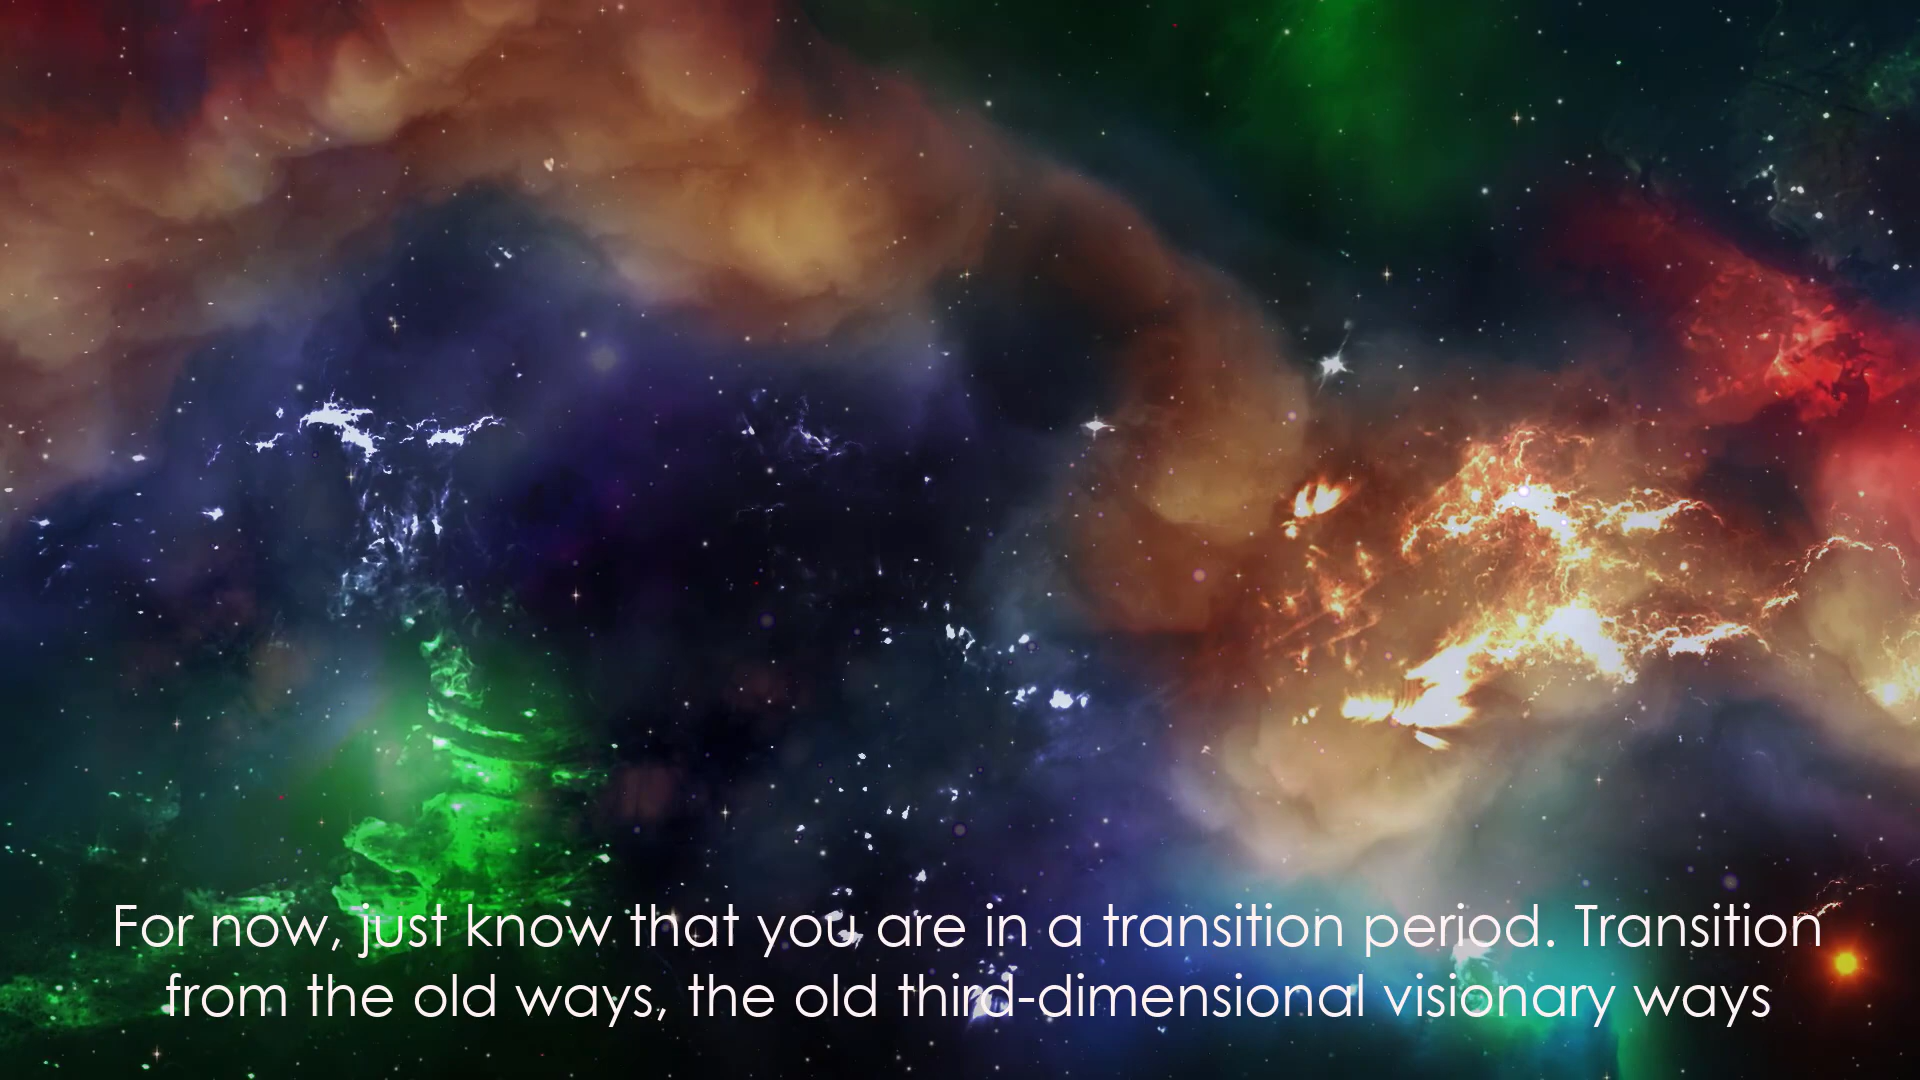 For now, just know that you are in a transition period. Transition
from the old ways, the old third-dimensional visionary ways